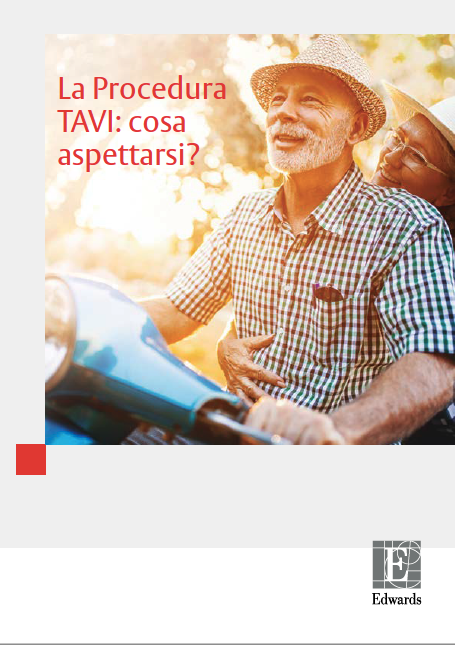 La Procedura
TAVI: cosa
aspettarsi?
E
Edwards